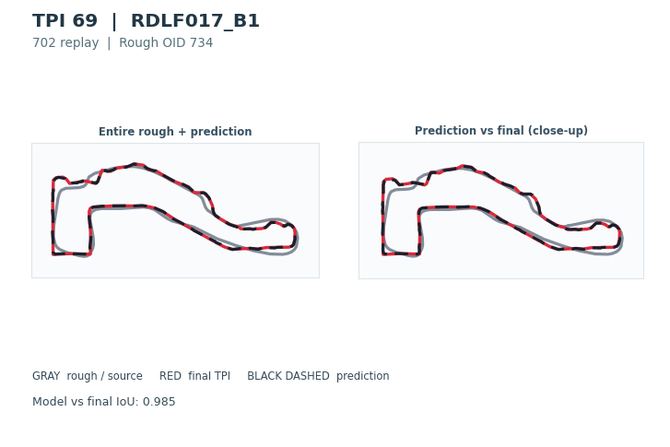 TPI 69 | RDLF017_B1
702 replay | Rough OID 734
Entire rough + prediction
Prediction vs final (close-up)
GRAY rough / source RED final TPI BLACK DASHED prediction
Model vs final IoU: 0.985